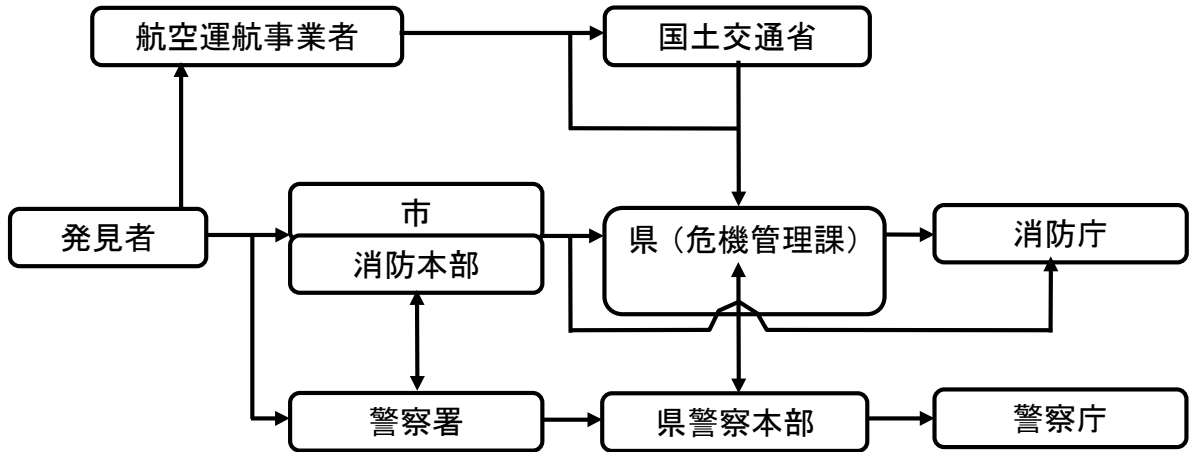 航空運航事業者
国土交通省
発見者
市
消防本部
県（危機管理課）
消防庁
警察署
県警察本部
警察庁